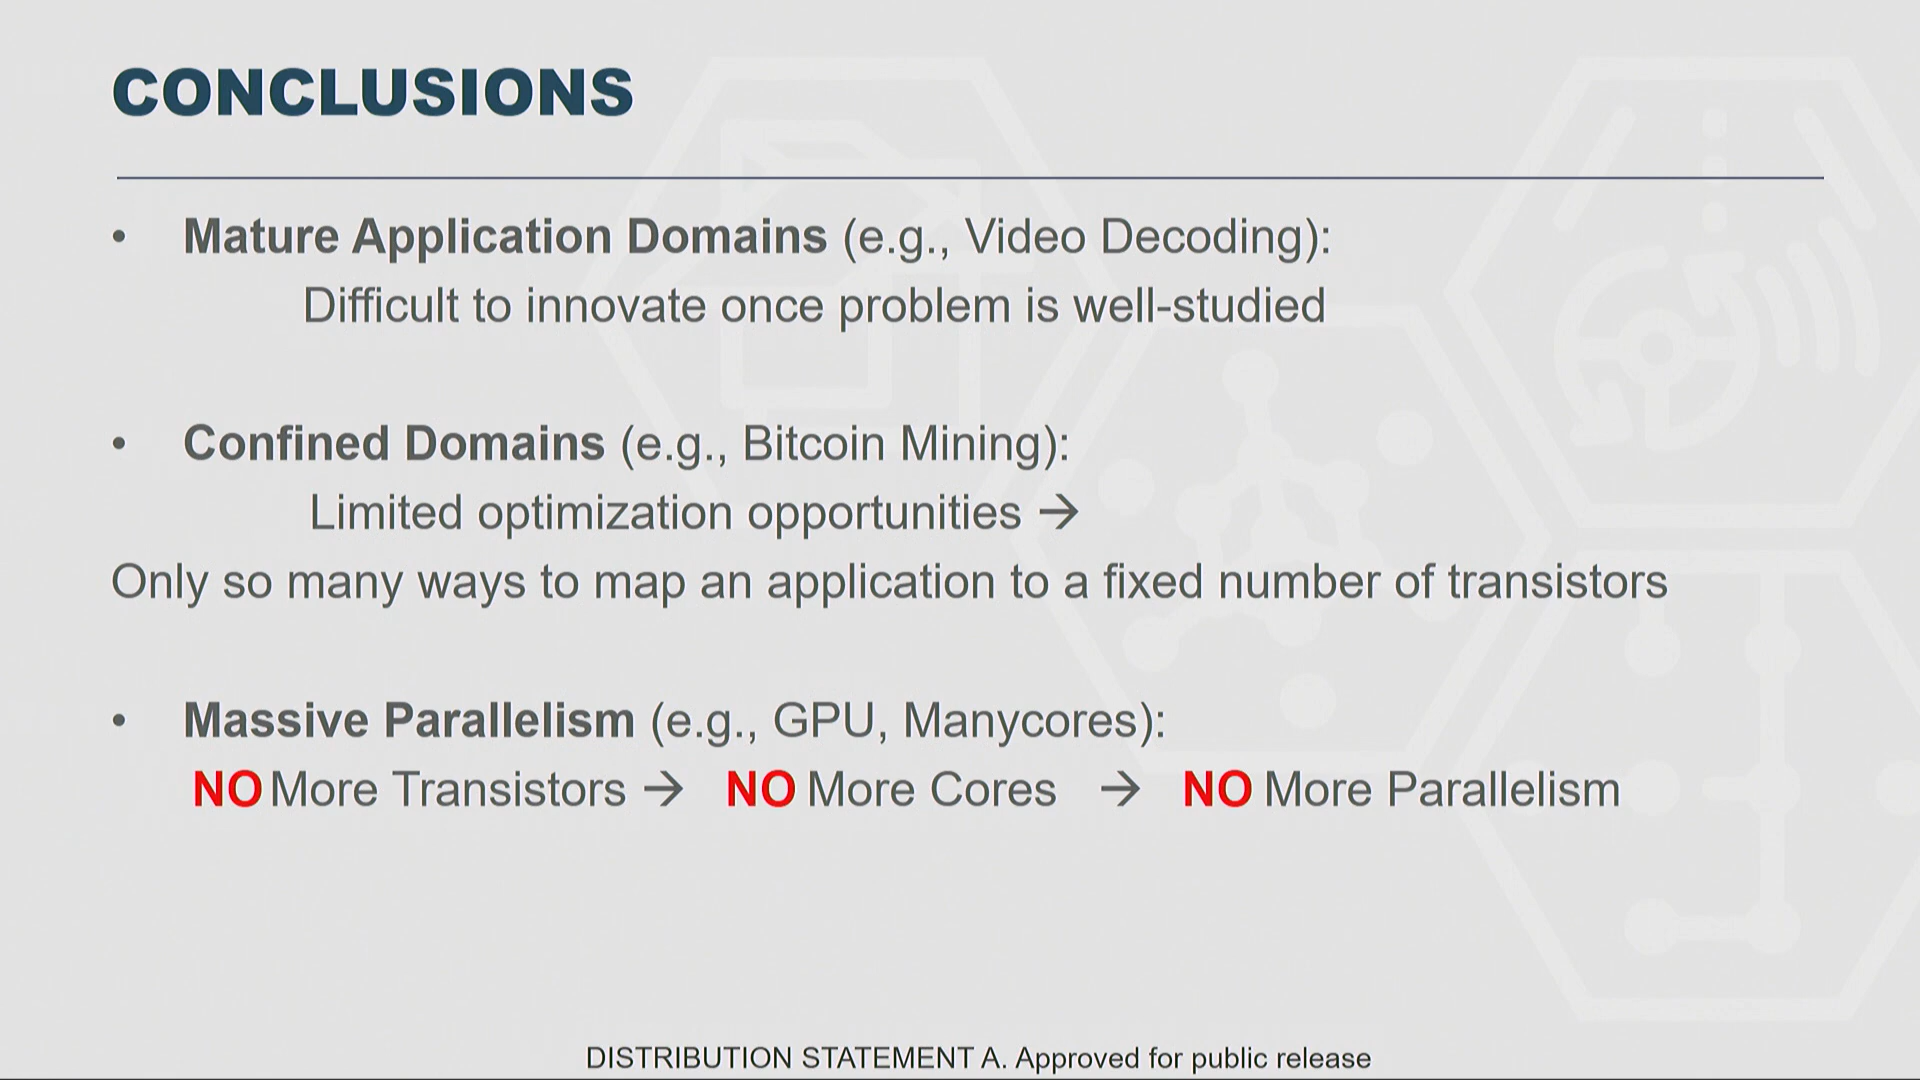 CONCLUSIONS
• Mature Application Domains (e.g., Video Decoding):
Difficult to innovate once problem is well-studied
• Confined Domains (e.g., Bitcoin Mining):
Limited optimization opportunities →
Only so many ways to map an application to a fixed number of transistors
• Massive Parallelism (e.g., GPU, Manycores):
NO More Transistors → NO More Cores → NO More Parallelism
DISTRIBUTION STATEMENT A. Approved for public release